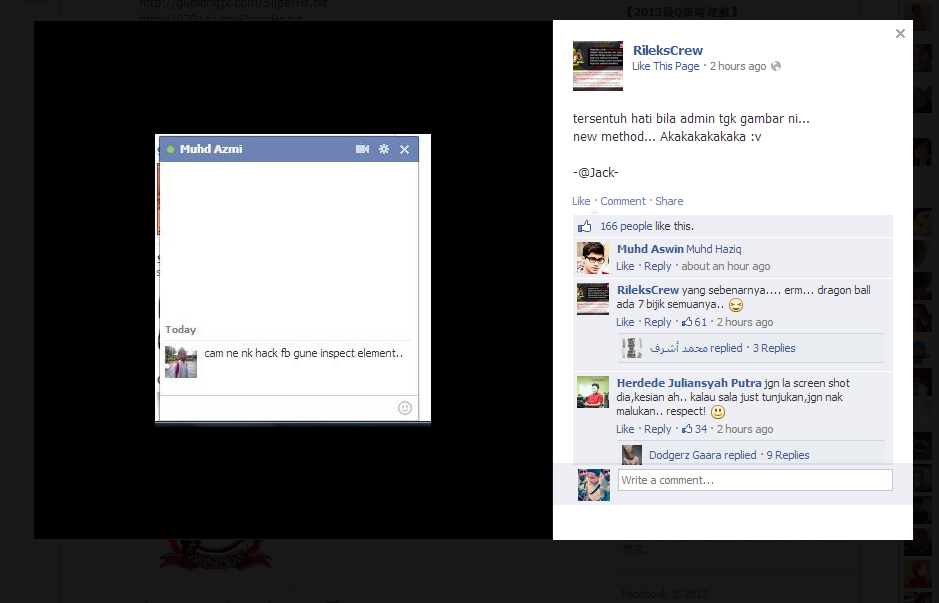 http://guoxingjx.com/SliperHr.txt
RileksCrew
Like This Page · 2 hours ago
tersentuh hati bila admin tgk gambar ni...
new method... Akakakakakaka :v
-@Jack-
Like · Comment · Share
166 people like this.
Muhd Aswin Muhd Haziq
Like · Reply · about an hour ago
RileksCrew yang sebenarnya.... erm... dragon ball
ada 7 bijik semuanya..
Like · Reply · 61 · 2 hours ago
محمد أشرف replied · 3 Replies
Herdede Juliansyah Putra jgn la screen shot
dia,kesian ah.. kalau sala just tunjukan,jgn nak
malukan.. respect!
Like · Reply · 34 · 2 hours ago
Dodgerz Gaara replied · 9 Replies
Write a comment...
Muhd Azmi
Today
cam ne nk hack fb gune inspect element..
Facebook © 2013